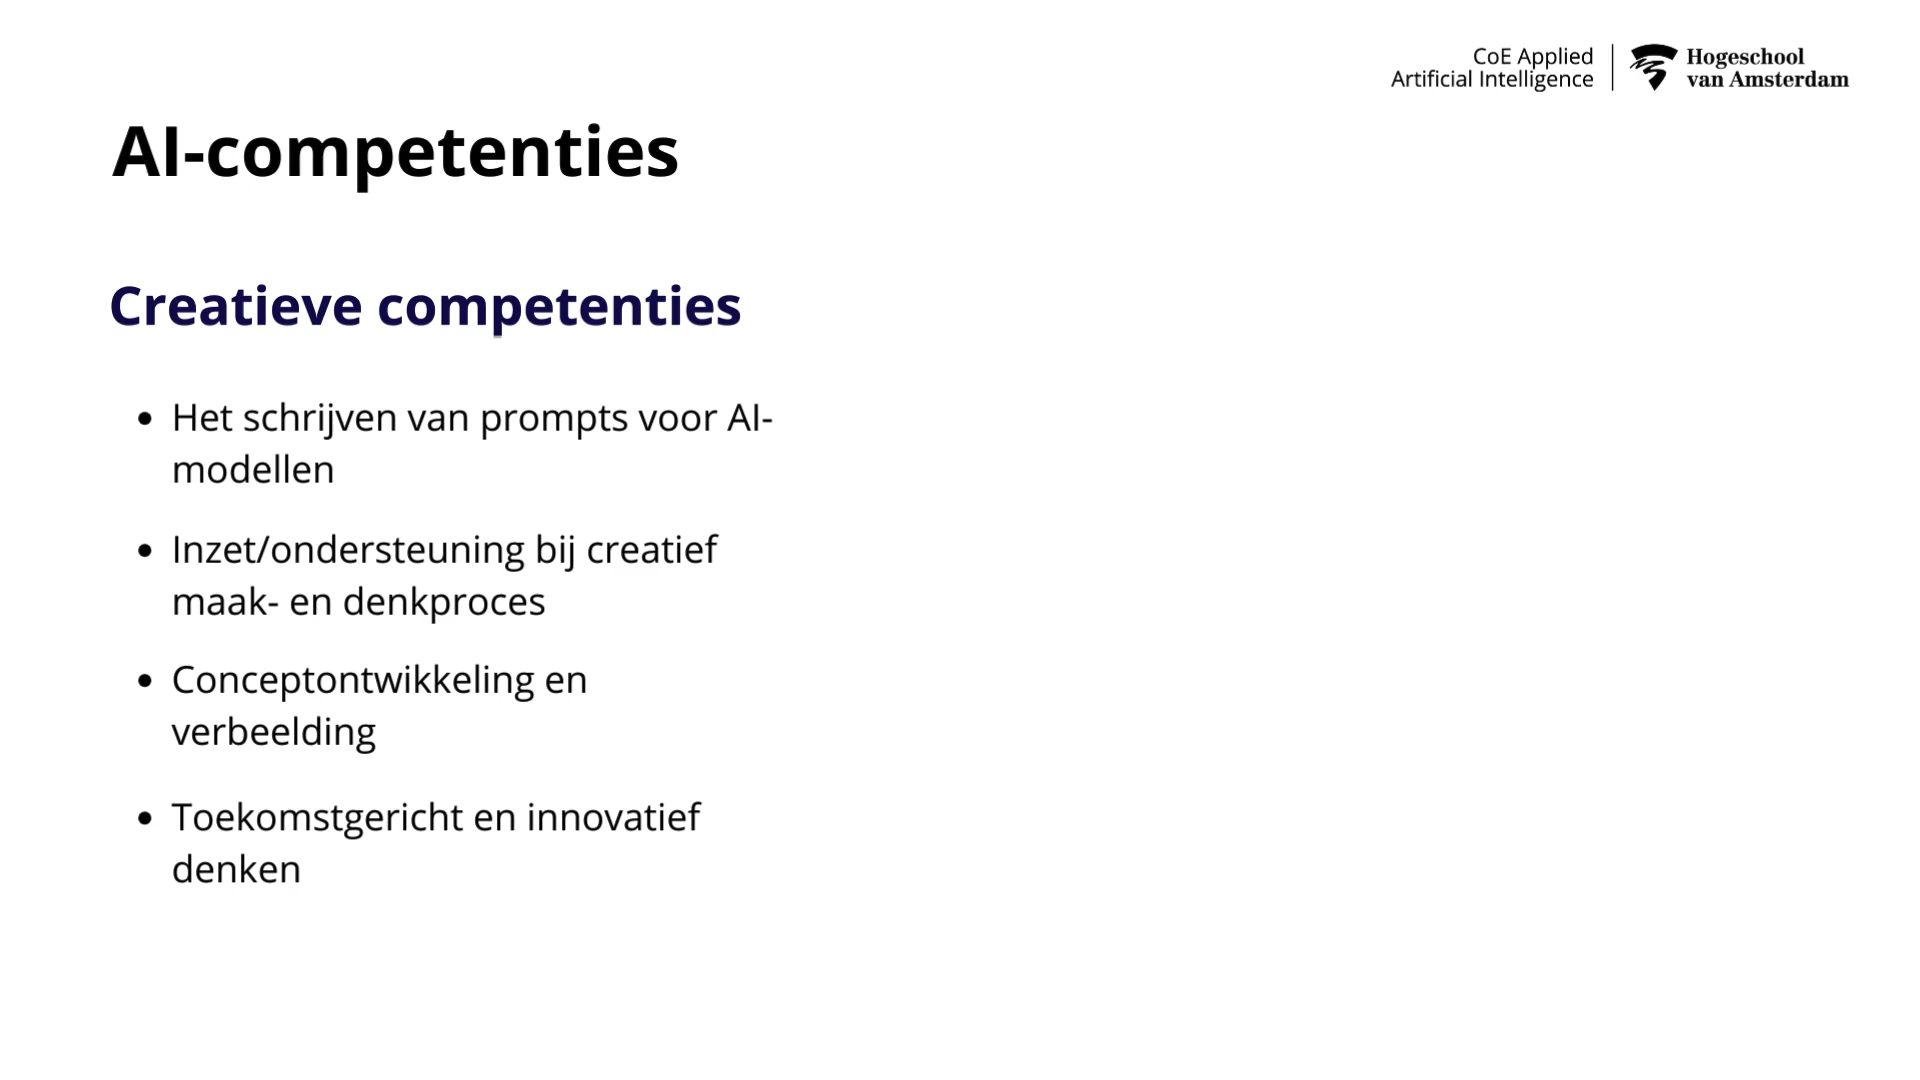 CoE Applied
Artificial Intelligence
Hogeschool
van Amsterdam
AI-competenties
Creatieve competenties
• Het schrijven van prompts voor AI-
modellen
• Inzet/ondersteuning bij creatief
maak- en denkproces
• Conceptontwikkeling en
verbeelding
• Toekomstgericht en innovatief
denken